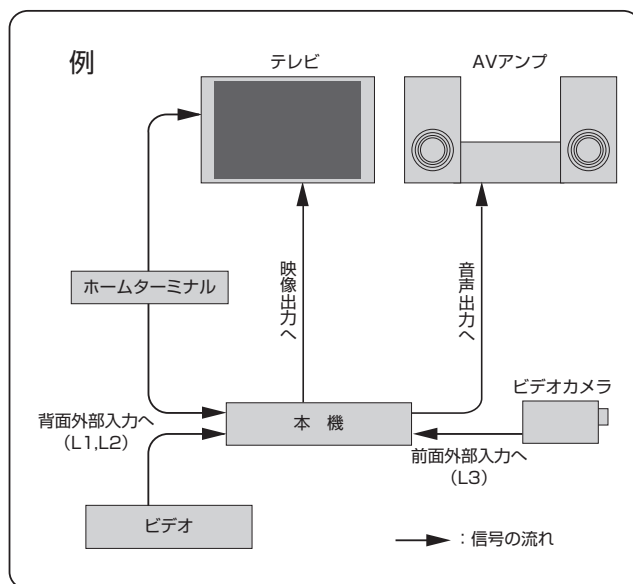 例
テレビ
AVアンプ
ホームターミナル
映像出力へ
音声出力へ
ビデオカメラ
背面外部入力へ
(L1,L2)
本 機
前面外部入力へ
(L3)
ビデオ
：信号の流れ